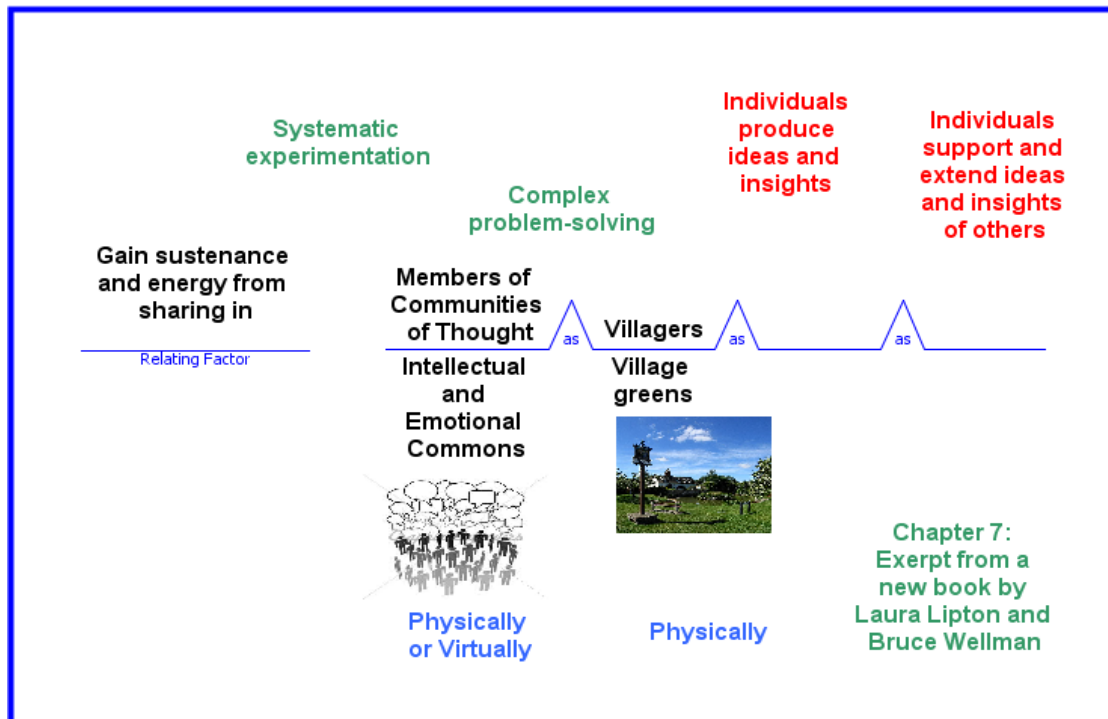 Systematic
experimentation
Complex
problem-solving
Individuals
produce
ideas and
insights
Individuals
support and
extend ideas
and insights
of others
Gain sustenance
and energy from
sharing in
Relating Factor
Members of
Communities
of Thought
as
Villagers
as
as
Intellectual
and
Emotional
Commons
Village
greens
Physically
or Virtually
Physically
Chapter 7:
Exerpt from a
new book by
Laura Lipton and
Bruce Wellman